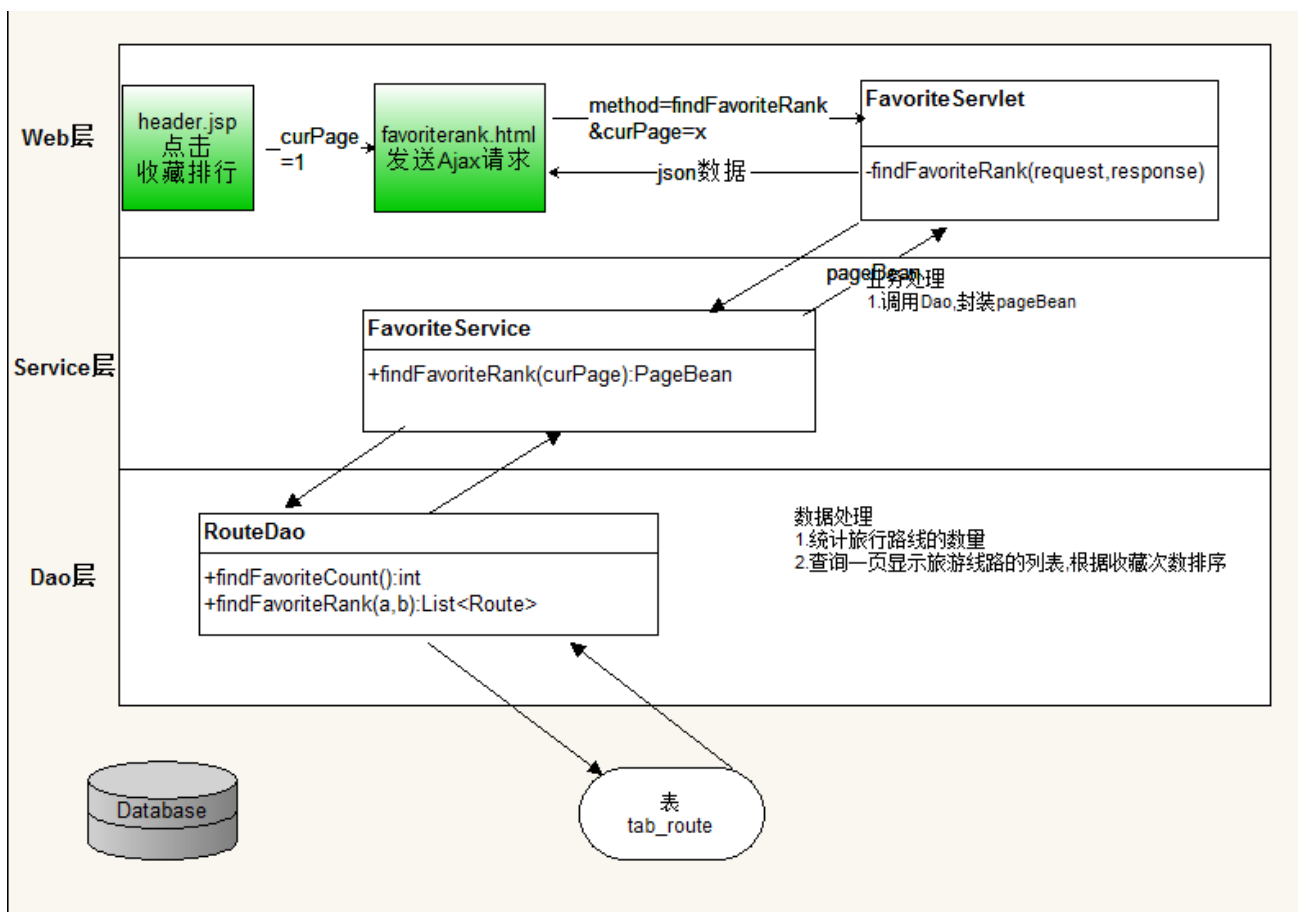 Web层
header.jsp
点击
收藏排行
_curPage
=1
favoriterank.html
发送Ajax请求
method=findFavoriteRank
&curPage=x
json数据
FavoriteServlet
-findFavoriteRank(request,response)
pageBean
业务处理
1.调用Dao,封装pageBean
Service层
FavoriteService
+findFavoriteRank(curPage):PageBean
Dao层
RouteDao
+findFavoriteCount():int
+findFavoriteRank(a,b):List<Route>
数据处理
1.统计旅行路线的数量
2.查询一页显示旅游线路的列表,根据收藏次数排序
Database
表
tab_route